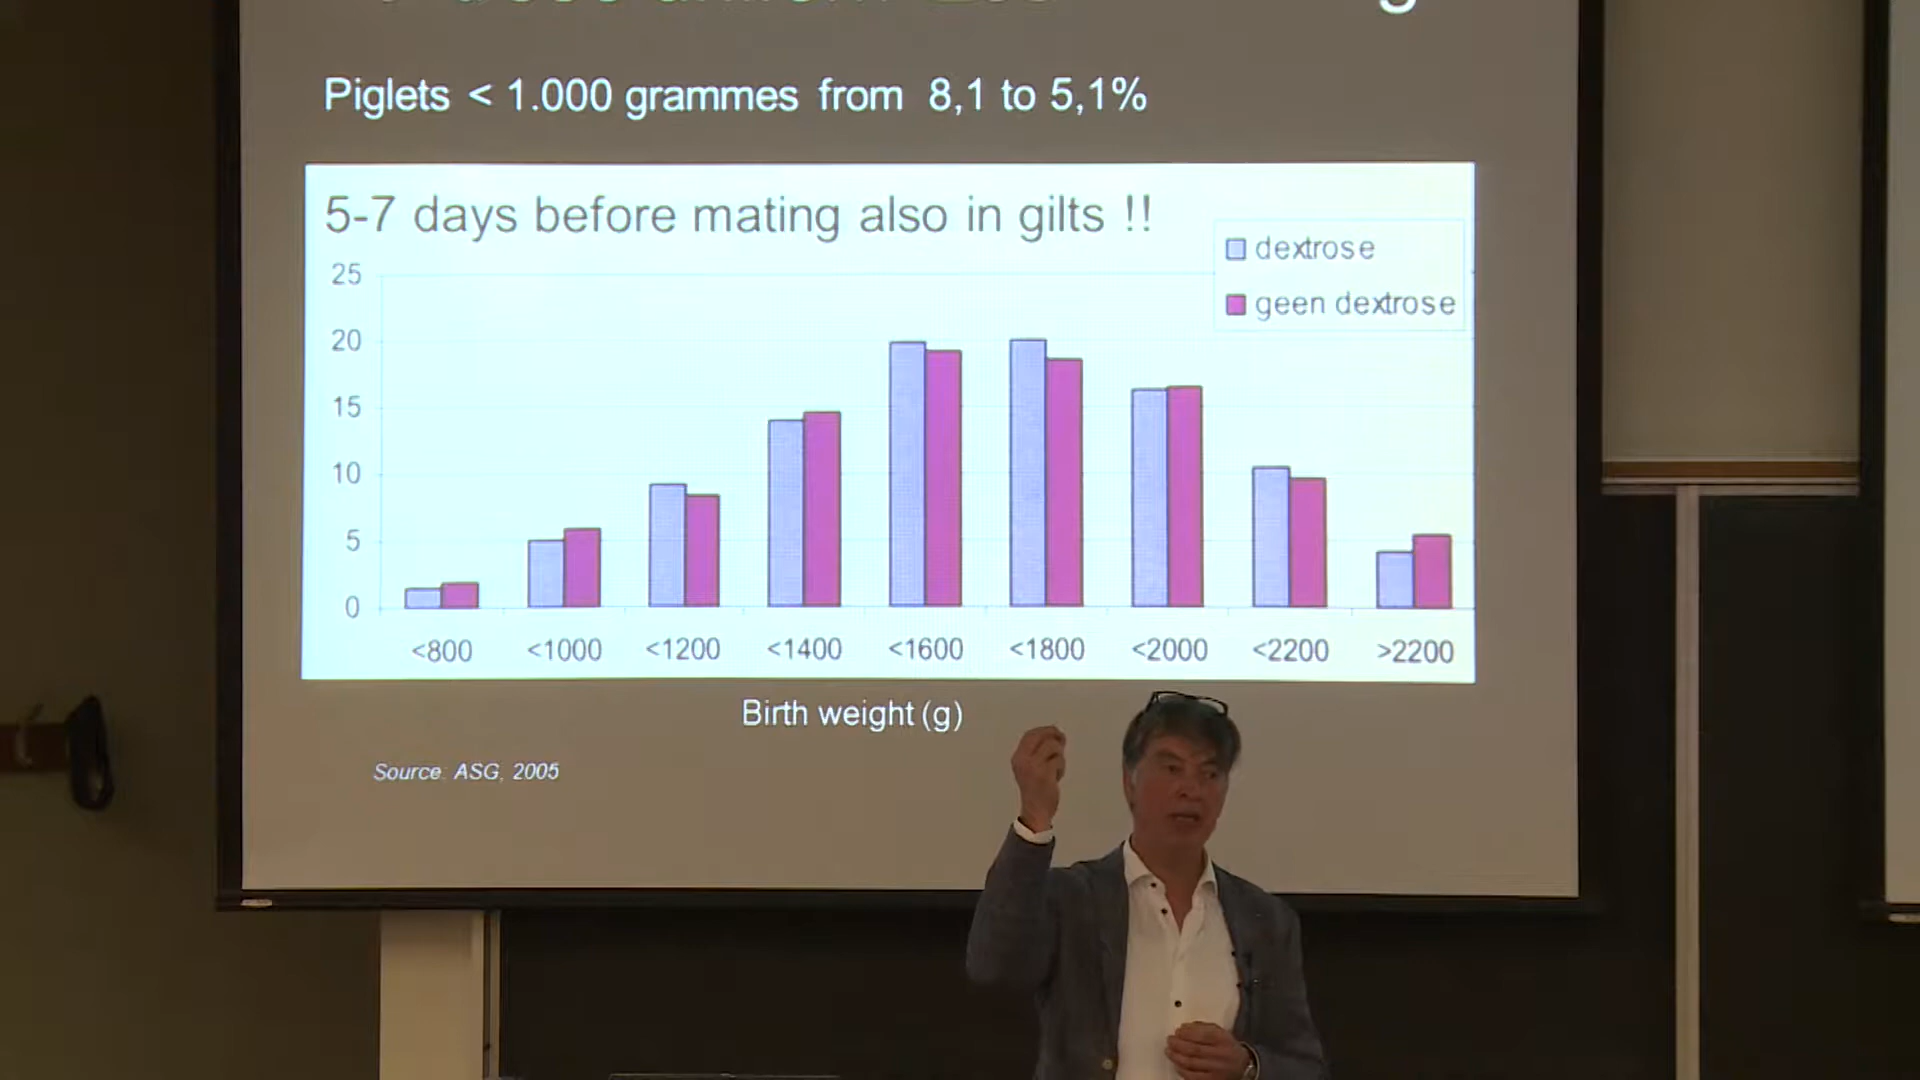 Piglets < 1.000 grammes from 8,1 to 5,1%
5-7 days before mating also in gilts !!
dextrose
geen dextrose
25
20
15
10
5
0
<800 <1000 <1200 <1400 <1600 <1800 <2000 <2200 >2200
Birth weight (g)
Source: ASG, 2005